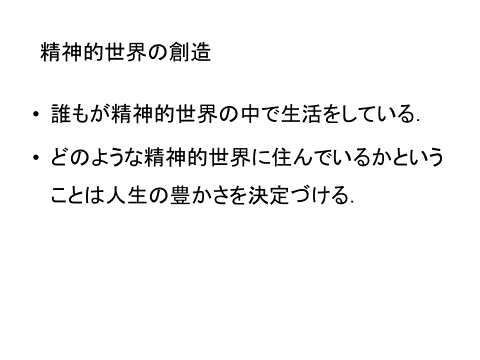 精神的世界の創造
• 誰もが精神的世界の中で生活をしている.
• どのような精神的世界に住んでいるかという
ことは人生の豊かさを決定づける.